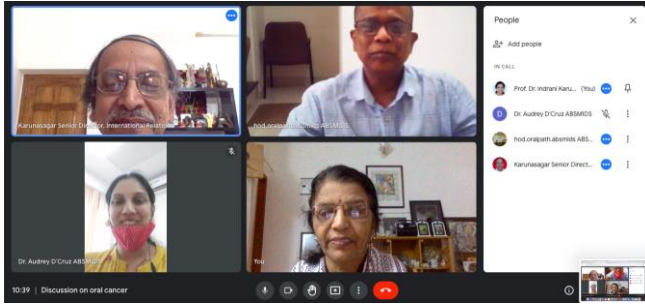 Karunasagar Senior Director, International Relatio...
hod.oralpath.absmids ABSMIDS
Dr. Audrey D'Cruz ABSMIDS
You
10:39 | Discussion on oral cancer
People
Add people
IN CALL
Prof. Dr. Indrani Karu... (You)
D
Dr. Audrey D'Cruz ABSMIDS
hod.oralpath.absmids ABS...
Karunasagar Senior Direct...